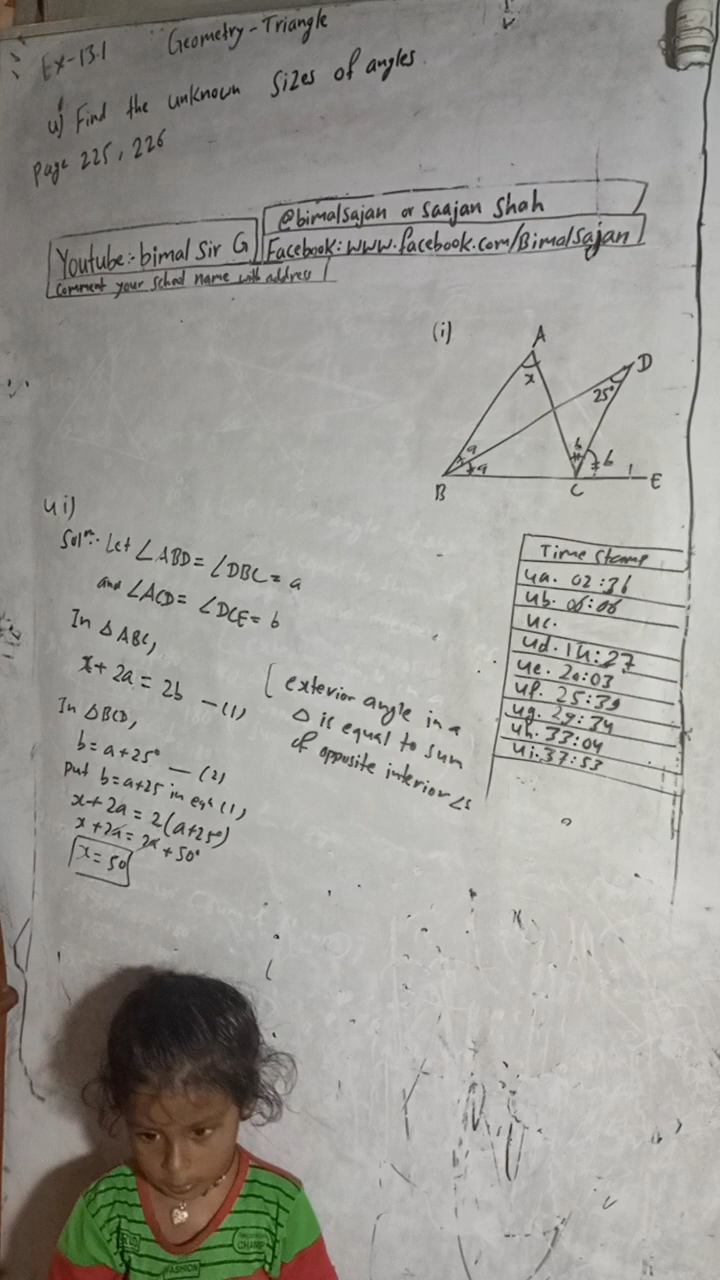 Ex-13.1 Geometry-Triangle
4) Find the unknown sizes of angles.
Page 225, 226
@bimalsajan or Saajan Shah
Youtube:- bimal Sir G
Facebook: www.facebook.com/BimalSajan
Comment your school name with address
(i)
A
x
D
25°
a
a
b
b
B
C
E
4 i)
Solⁿ:- Let ∠ABD = ∠DBC = a
and ∠ACD = ∠DCE = b
In △ABC,
x + 2a = 2b — (1)
[exterior angle in a
△ is equal to sum
of opposite interior ∠s
In △BCD,
b = a + 25° — (2)
Put b = a+25 in eqⁿ (1)
x + 2a = 2(a+25°)
x + 2a = 2a + 50°
x = 50
Time Stamp
4a. 02:36
4b. 06:06
4c.
4d. 14:27
4e. 20:03
4f. 25:39
4g. 29:34
4h. 33:04
4i. 37:53
CHAMP
FASHION